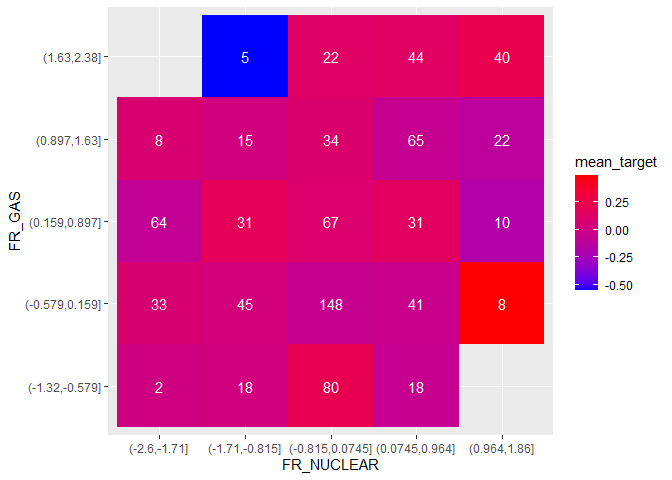 (1.63,2.38]
5 22 44 40
(0.897,1.63]
8 15 34 65 22
mean_target
0.25
0.00
-0.25
-0.50
FR_GAS
(0.159,0.897]
64 31 67 31 10
(-0.579,0.159]
33 45 148 41 8
(-1.32,-0.579]
2 18 80 18
(-2.6,-1.71] (-1.71,-0.815] (-0.815,0.0745] (0.0745,0.964] (0.964,1.86]
FR_NUCLEAR